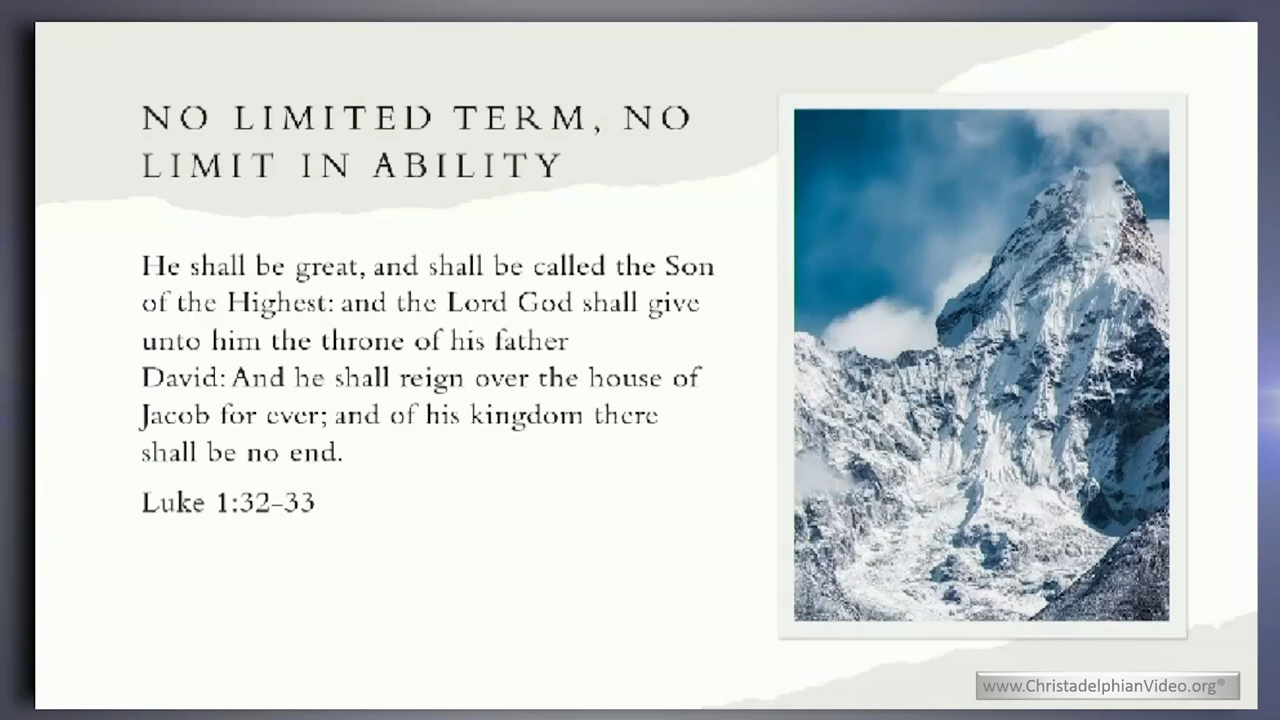 NO LIMITED TERM, NO
LIMIT IN ABILITY
He shall be great, and shall be called the Son
of the Highest: and the Lord God shall give
unto him the throne of his father
David: And he shall reign over the house of
Jacob for ever; and of his kingdom there
shall be no end.
Luke 1:32-33
www.ChristadelphianVideo.org®